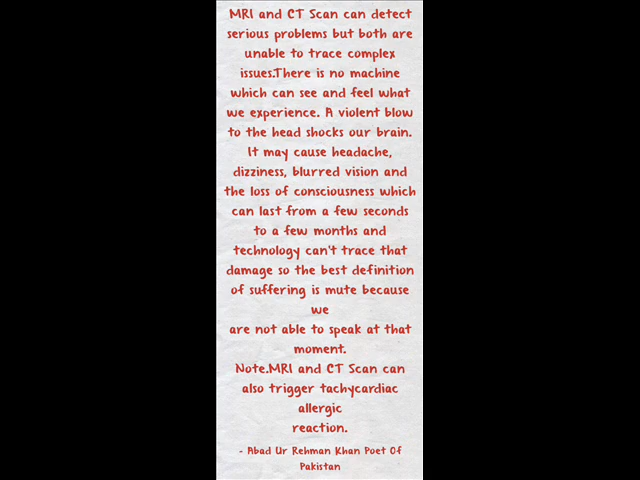 MRI and CT Scan can detect
serious problems but both are
unable to trace complex
issues.There is no machine
which can see and feel what
we experience. A violent blow
to the head shocks our brain.
It may cause headache,
dizziness, blurred vision and
the loss of consciousness which
can last from a few seconds
to a few months and
technology can't trace that
damage so the best definition
of suffering is mute because
we
are not able to speak at that
moment.
Note.MRI and CT Scan can
also trigger tachycardiac
allergic
reaction.
- Abad Ur Rehman Khan Poet Of
Pakistan